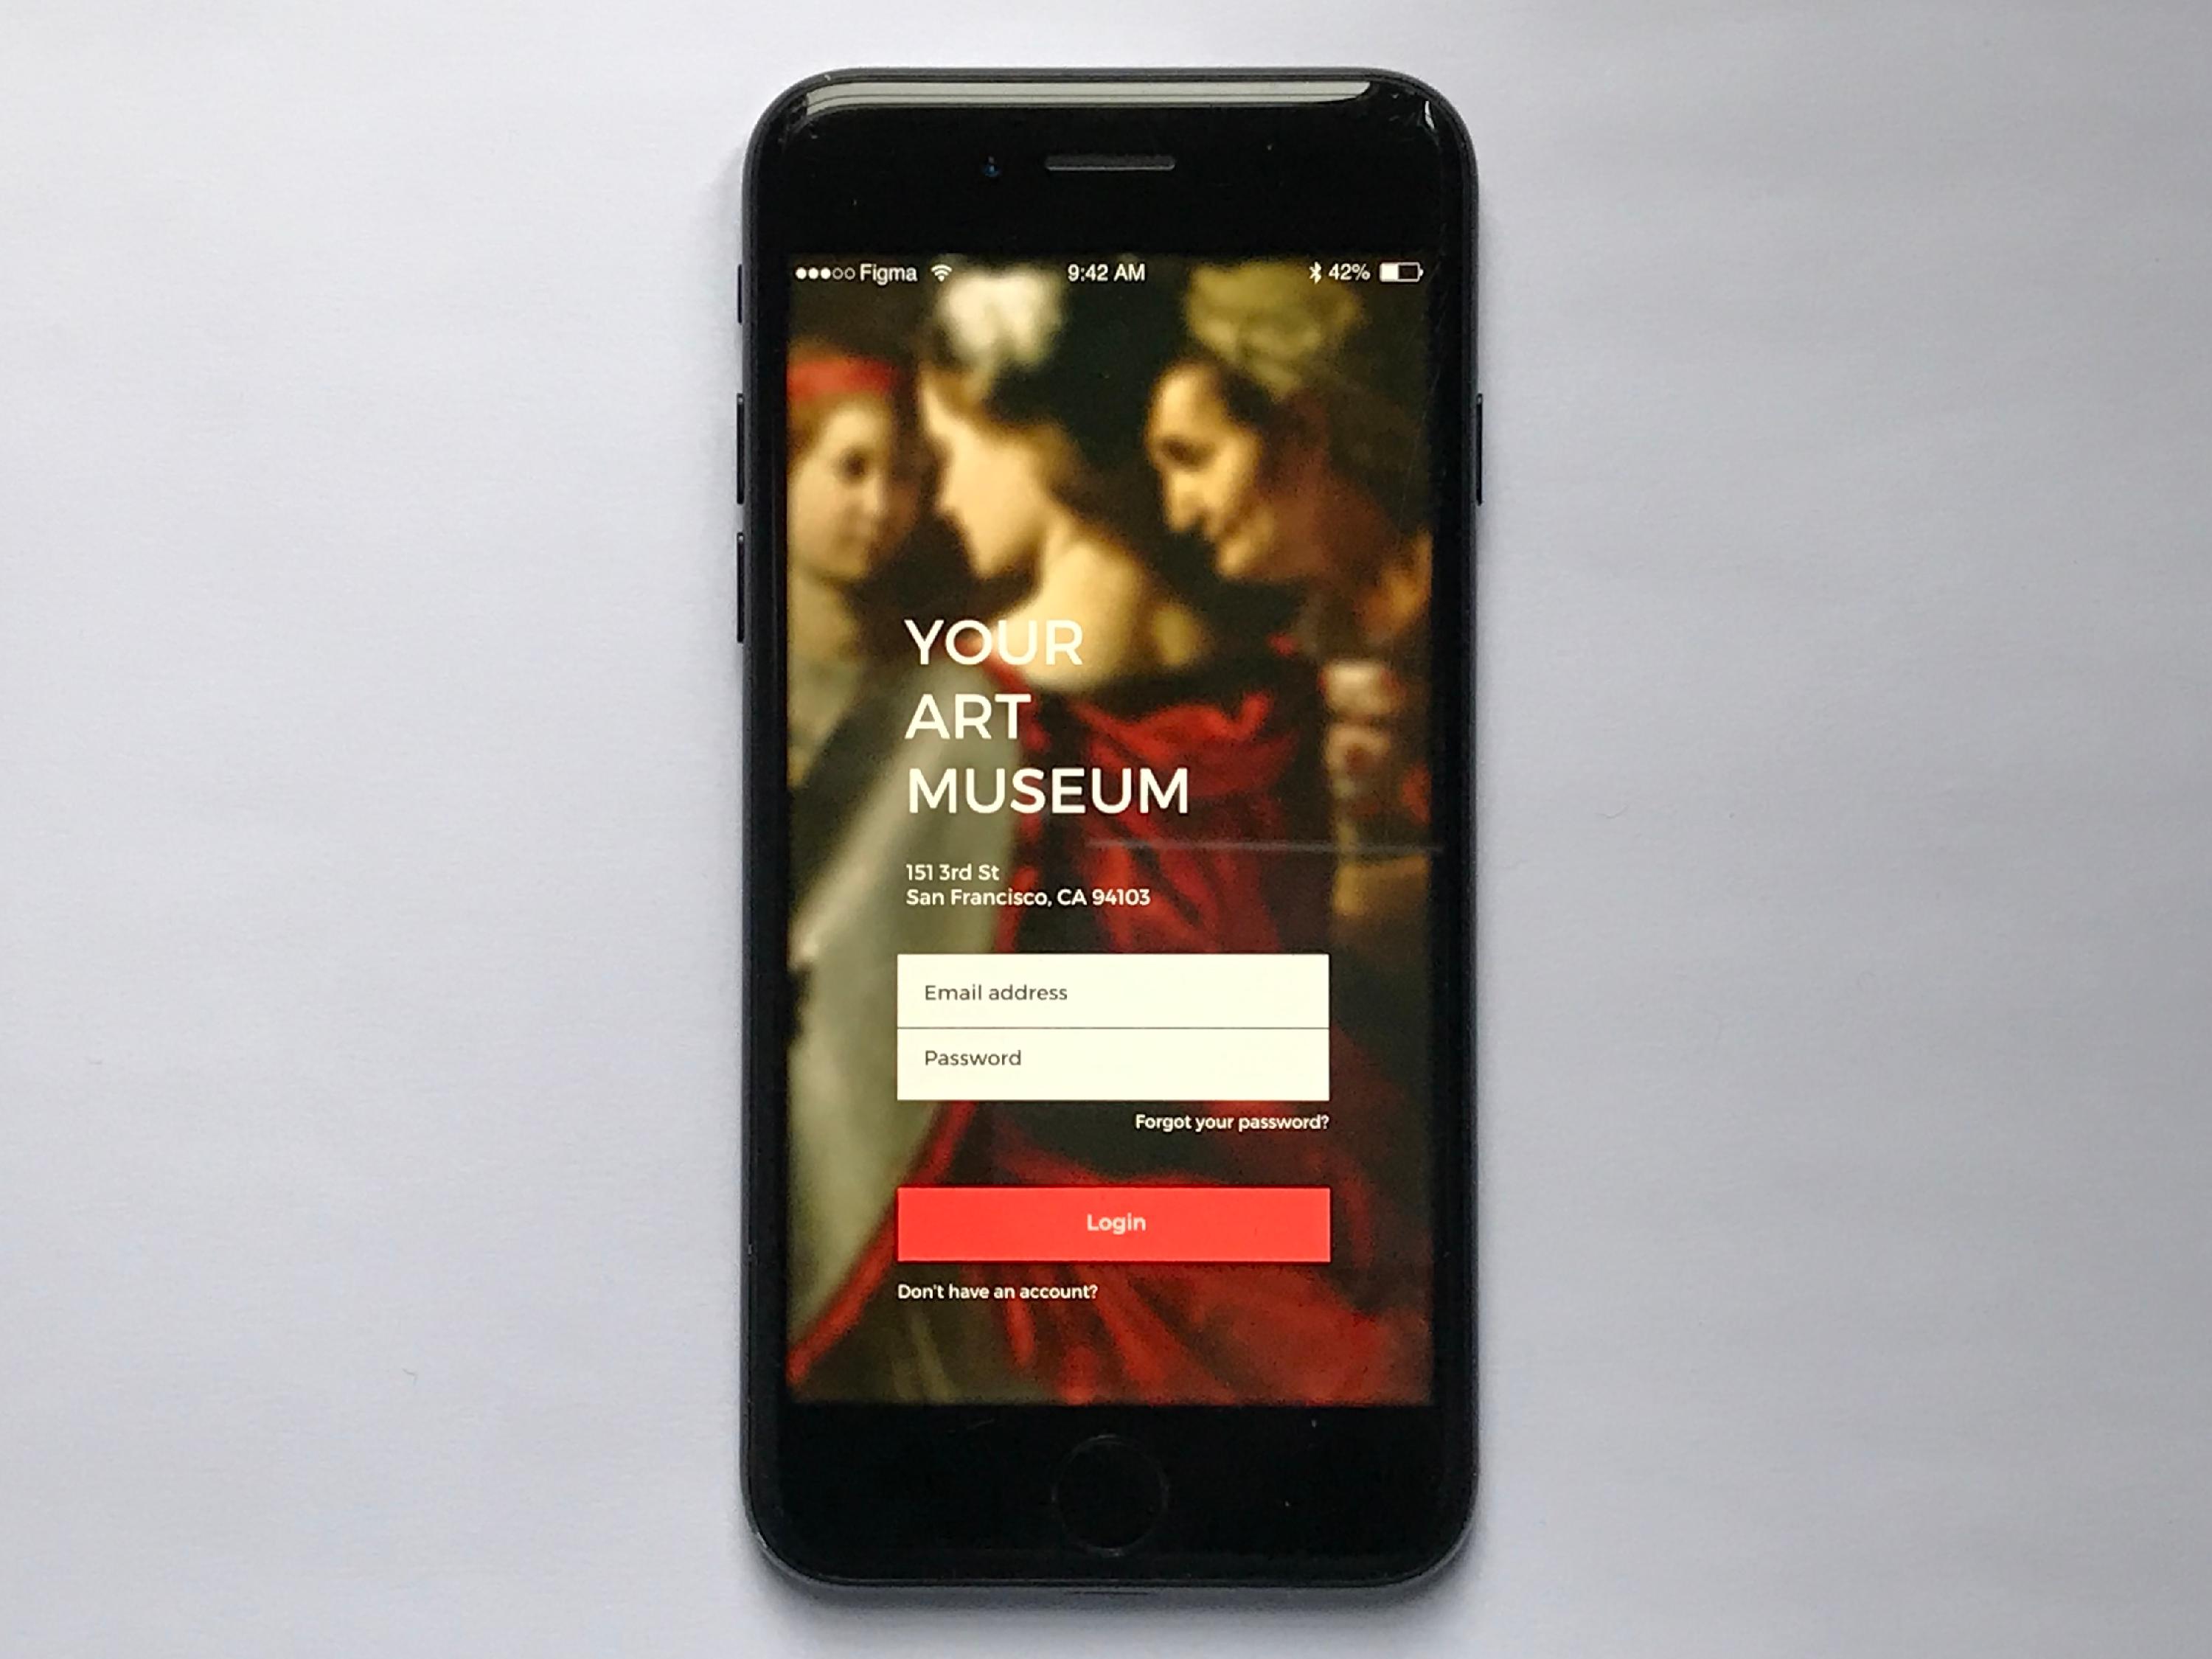 Figma 9:42 AM 42%
YOUR
ART
MUSEUM
151 3rd St
San Francisco, CA 94103
Email address
Password
Forgot your password?
Login
Don't have an account?